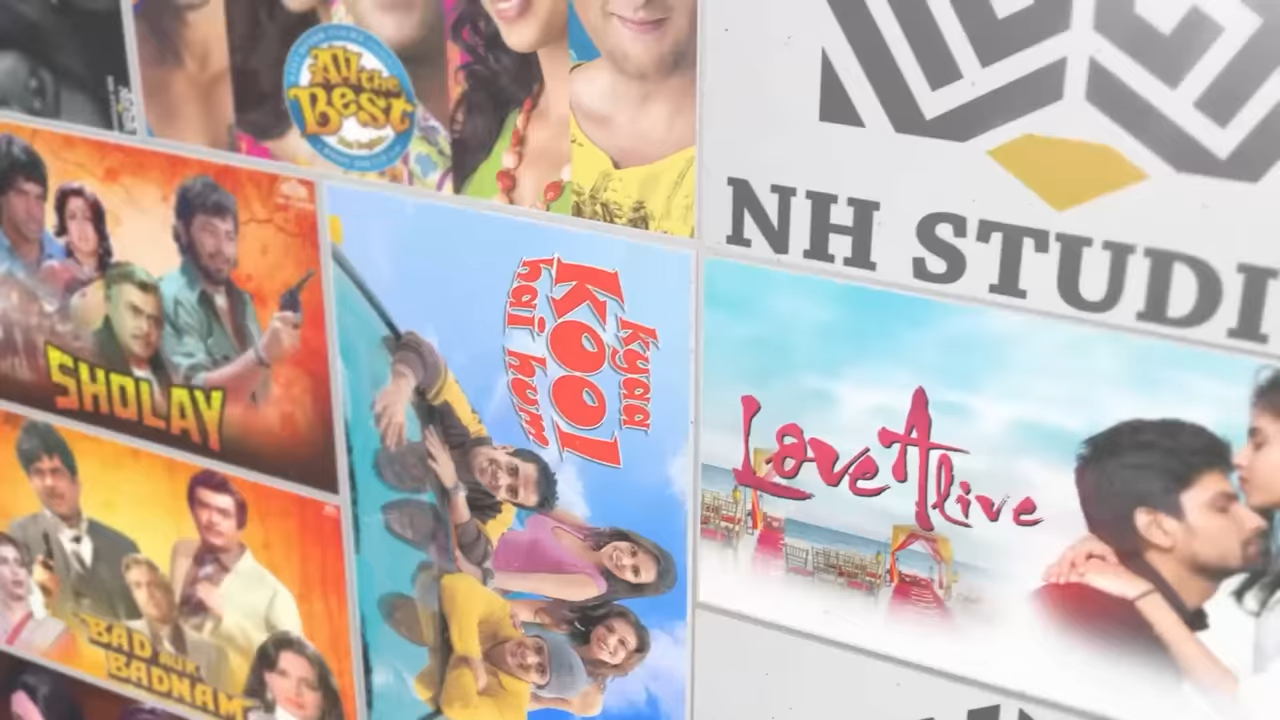 All the
Best
NH STUDI
SHOLAY
Kyaa
Kool
hai hum
Love Alive
BAD AUR
BADNAM